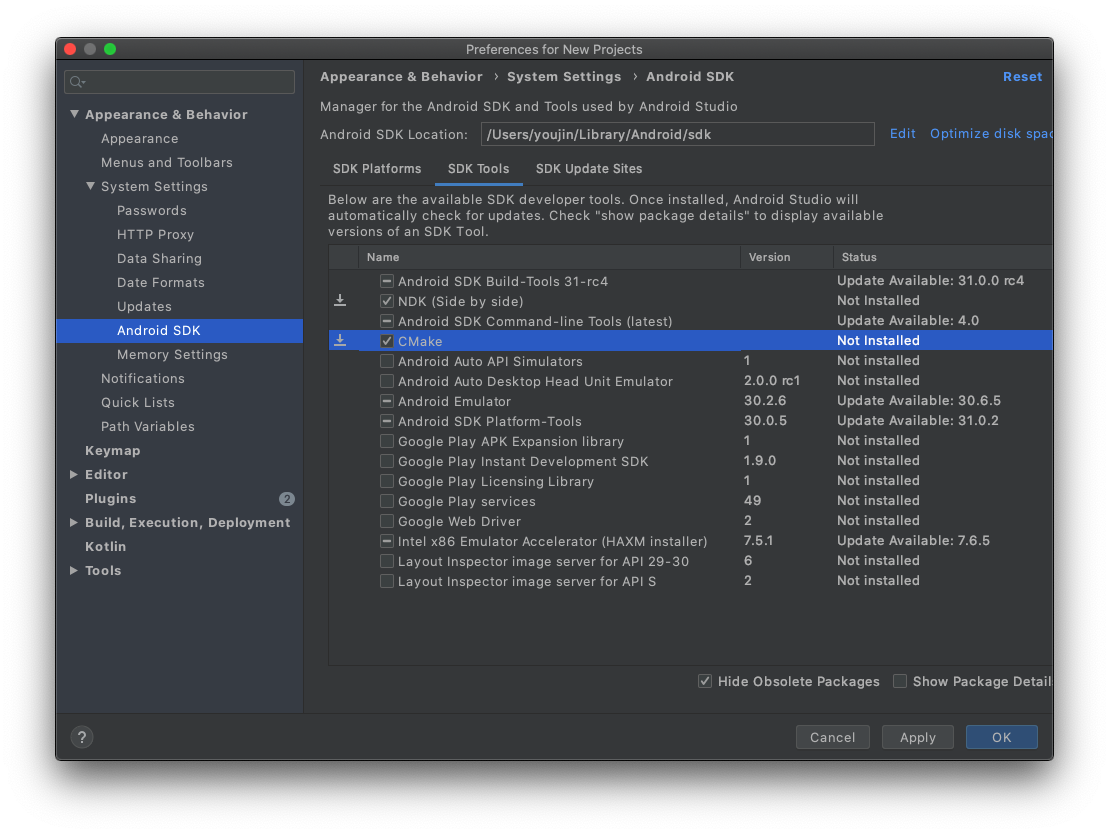 Preferences for New Projects
Appearance & Behavior
Appearance
Menus and Toolbars
System Settings
Passwords
HTTP Proxy
Data Sharing
Date Formats
Updates
Android SDK
Memory Settings
Notifications
Quick Lists
Path Variables
Keymap
Editor
Plugins 2
Build, Execution, Deployment
Kotlin
Tools
Appearance & Behavior › System Settings › Android SDK Reset
Manager for the Android SDK and Tools used by Android Studio
Android SDK Location: /Users/youjin/Library/Android/sdk Edit Optimize disk spac
SDK Platforms SDK Tools SDK Update Sites
Below are the available SDK developer tools. Once installed, Android Studio will
automatically check for updates. Check "show package details" to display available
versions of an SDK Tool.
Name Version Status
Android SDK Build-Tools 31-rc4 Update Available: 31.0.0 rc4
NDK (Side by side) Not Installed
Android SDK Command-line Tools (latest) Update Available: 4.0
CMake Not Installed
Android Auto API Simulators 1 Not installed
Android Auto Desktop Head Unit Emulator 2.0.0 rc1 Not installed
Android Emulator 30.2.6 Update Available: 30.6.5
Android SDK Platform-Tools 30.0.5 Update Available: 31.0.2
Google Play APK Expansion library 1 Not installed
Google Play Instant Development SDK 1.9.0 Not installed
Google Play Licensing Library 1 Not installed
Google Play services 49 Not installed
Google Web Driver 2 Not installed
Intel x86 Emulator Accelerator (HAXM installer) 7.5.1 Update Available: 7.6.5
Layout Inspector image server for API 29-30 6 Not installed
Layout Inspector image server for API S 2 Not installed
Hide Obsolete Packages Show Package Detail
? Cancel Apply OK